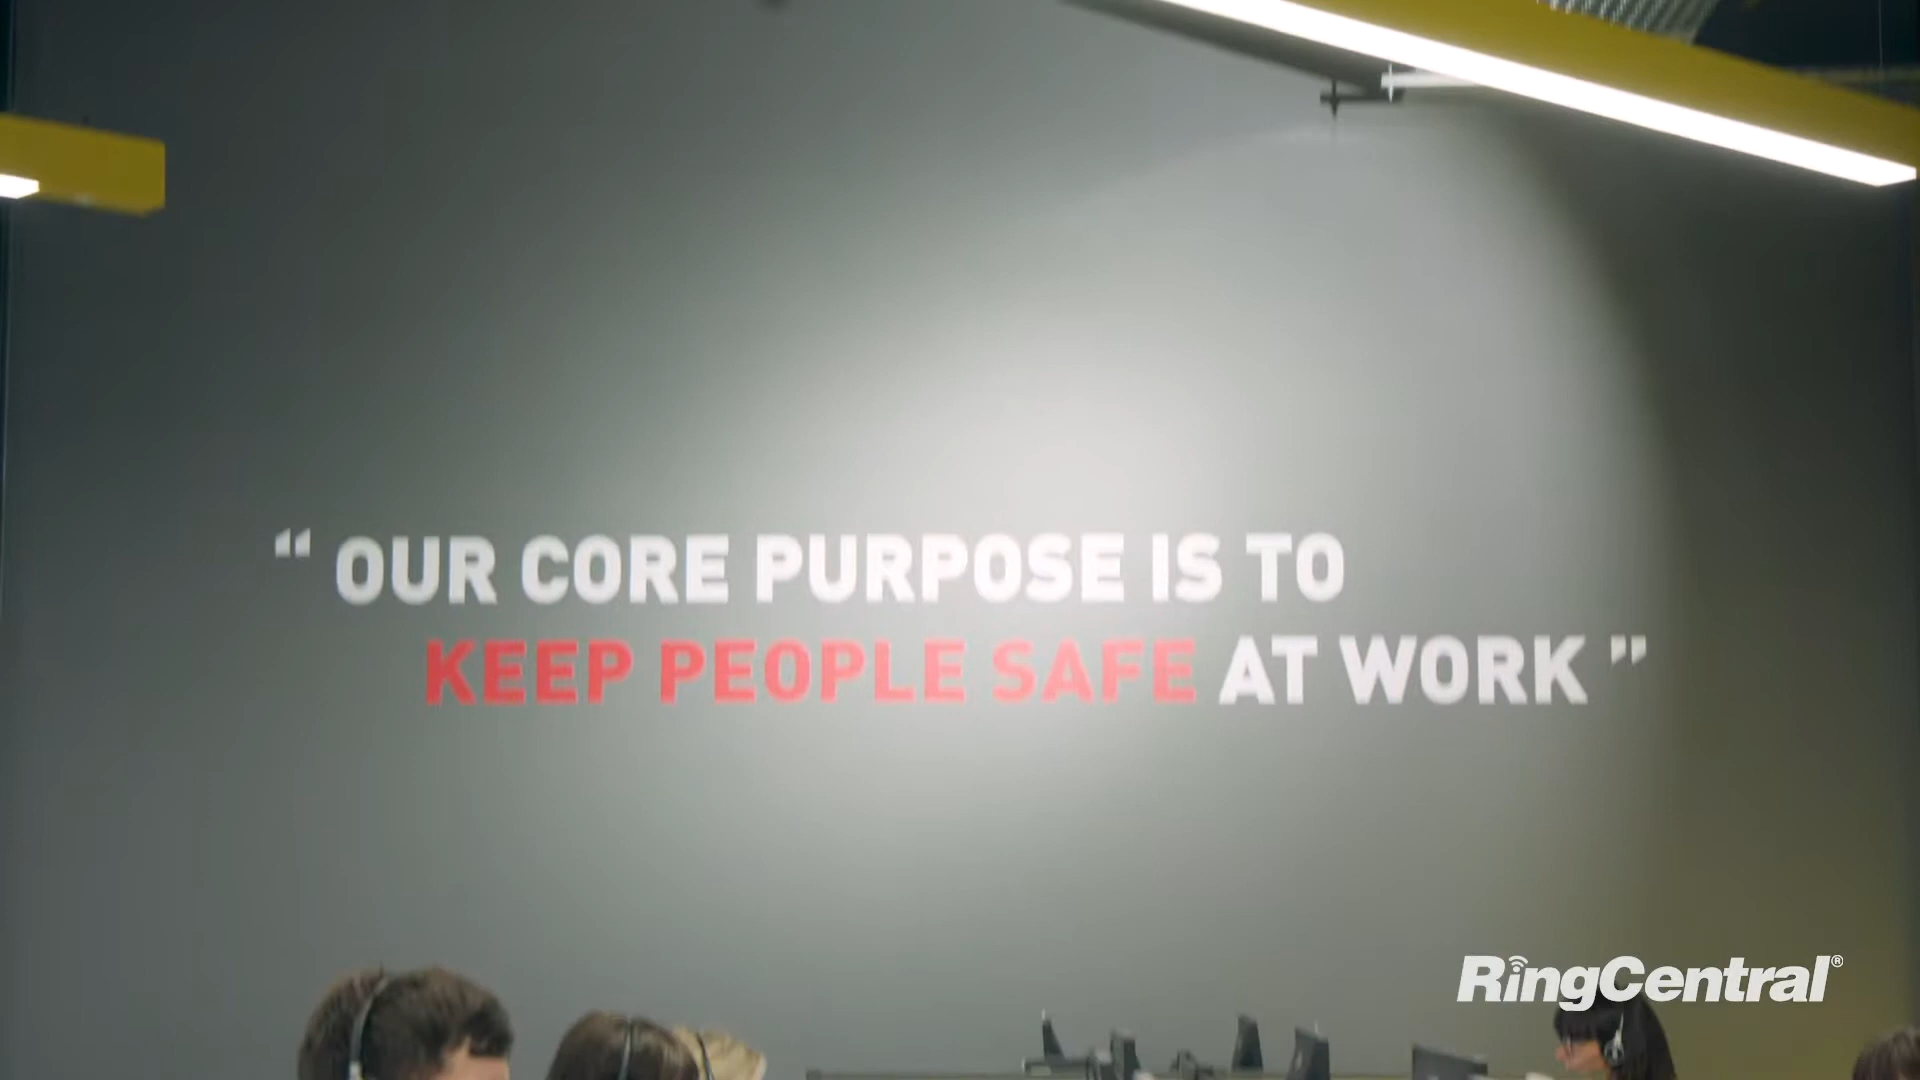 “ OUR CORE PURPOSE IS TO
KEEP PEOPLE SAFE AT WORK ”
RingCentral®